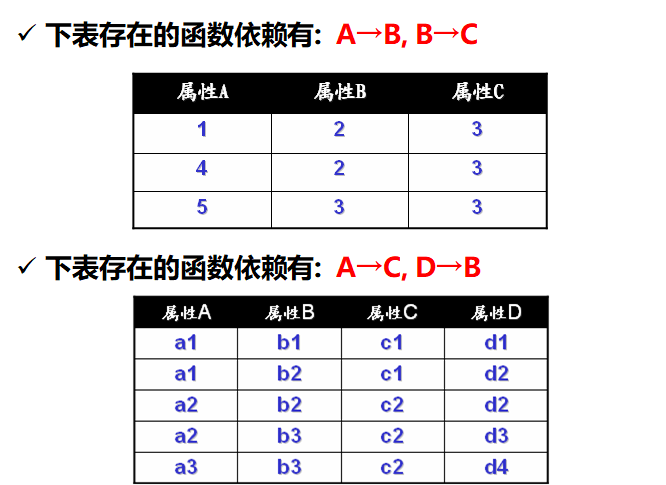 ✓ 下表存在的函数依赖有: A→B, B→C
属性A 属性B 属性C
1 2 3
4 2 3
5 3 3
✓ 下表存在的函数依赖有: A→C, D→B
属性A 属性B 属性C 属性D
a1 b1 c1 d1
a1 b2 c1 d2
a2 b2 c2 d2
a2 b3 c2 d3
a3 b3 c2 d4